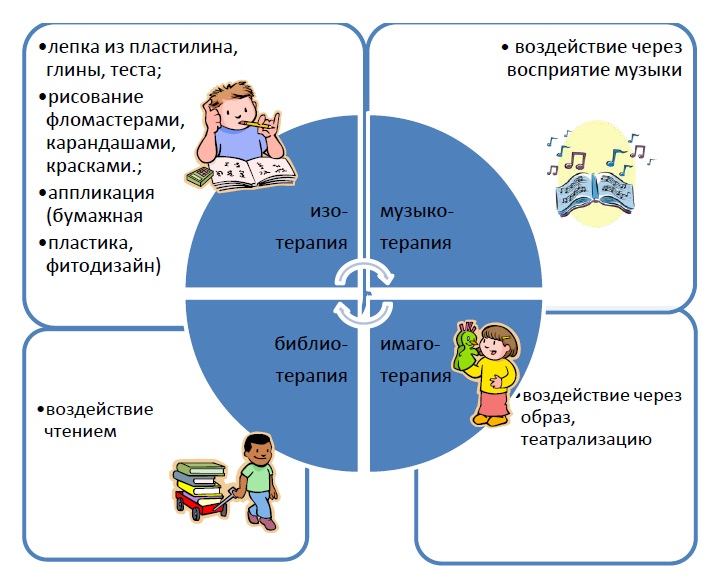 •лепка из пластилина,
глины, теста;
•рисование
фломастерами,
карандашами,
красками.;
•аппликация
(бумажная
•пластика,
фитодизайн)
• воздействие через
восприятие музыки
изо-
терапия
музыко-
терапия
библио-
терапия
имаго-
терапия
•воздействие
чтением
•воздействие через
образ,
театрализацию